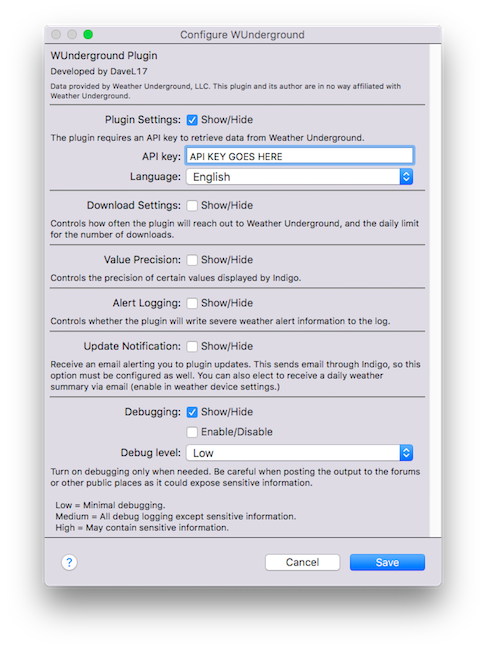 Configure WUnderground
WUnderground Plugin
Developed by DaveL17
Data provided by Weather Underground, LLC. This plugin and its author are in no way affiliated with
Weather Underground.
Plugin Settings: Show/Hide
The plugin requires an API key to retrieve data from Weather Underground.
API key: API KEY GOES HERE
Language: English
Download Settings: Show/Hide
Controls how often the plugin will reach out to Weather Underground, and the daily limit
for the number of downloads.
Value Precision: Show/Hide
Controls the precision of certain values displayed by Indigo.
Alert Logging: Show/Hide
Controls whether the plugin will write severe weather alert information to the log.
Update Notification: Show/Hide
Receive an email alerting you to plugin updates. This sends email through Indigo, so this
option must be configured as well. You can also elect to receive a daily weather
summary via email (enable in weather device settings.)
Debugging: Show/Hide
Enable/Disable
Debug level: Low
Turn on debugging only when needed. Be careful when posting the output to the forums
or other public places as it could expose sensitive information.
Low = Minimal debugging.
Medium = All debug logging except sensitive information.
High = May contain sensitive information.
? Cancel Save